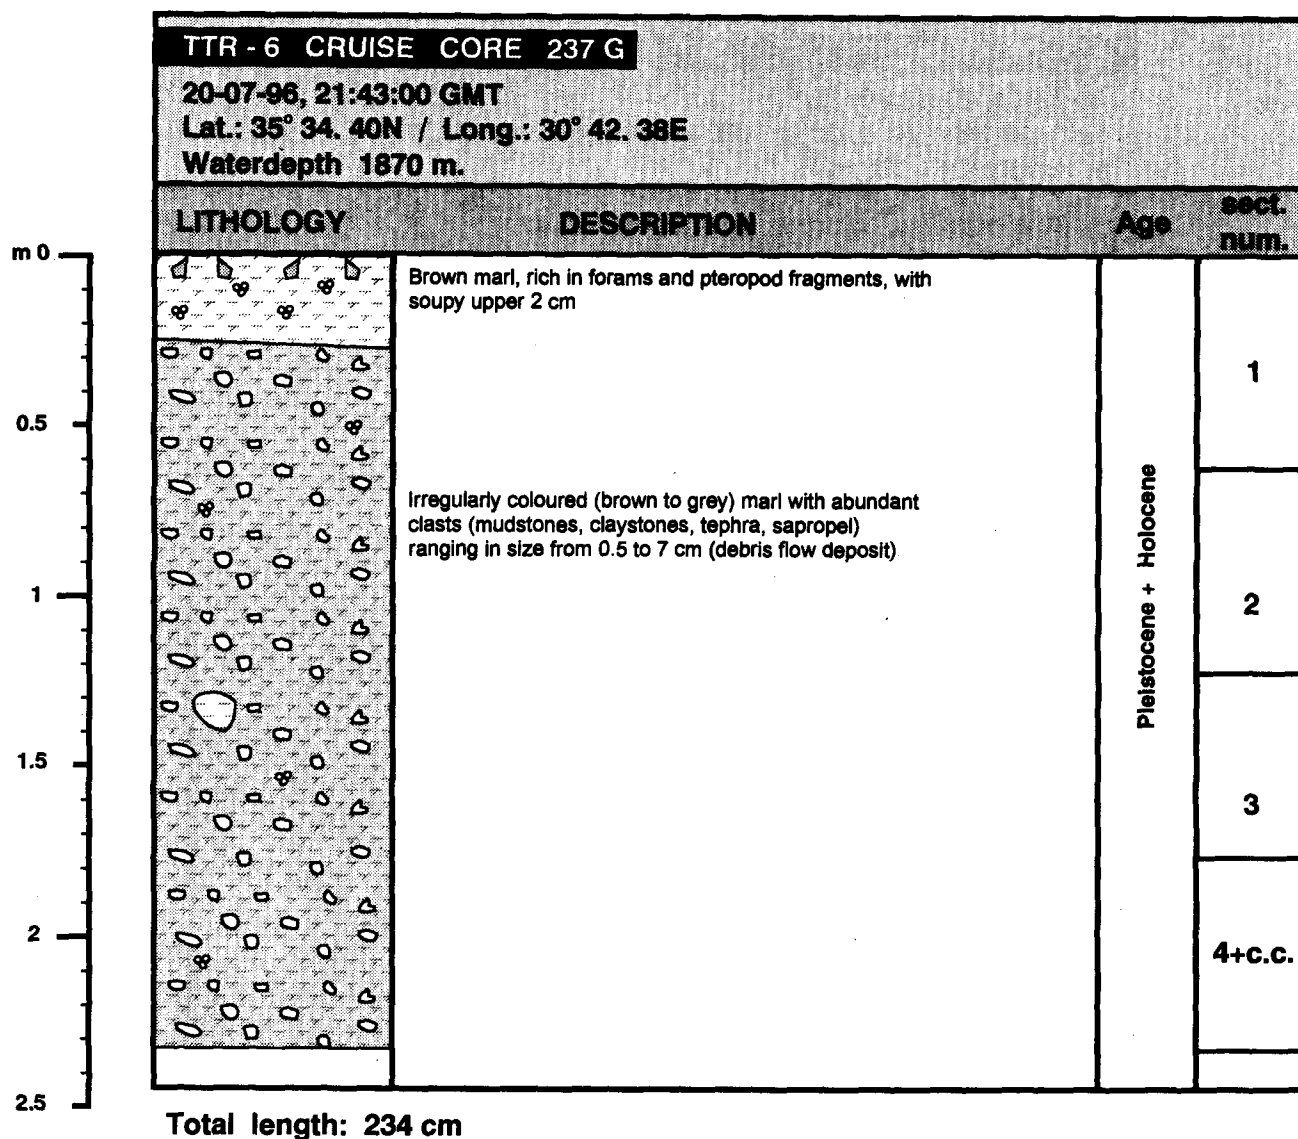 TTR - 6 CRUISE CORE 237 G
20-07-96, 21:43:00 GMT
Lat.: 35° 34. 40N / Long.: 30° 42. 38E
Waterdepth 1870 m.
LITHOLOGY
DESCRIPTION
Age
sect.
num.
m 0
Brown marl, rich in forams and pteropod fragments, with
soupy upper 2 cm
1
0.5
Irregularly coloured (brown to grey) marl with abundant
clasts (mudstones, claystones, tephra, sapropel)
ranging in size from 0.5 to 7 cm (debris flow deposit)
Pleistocene + Holocene
1
2
1.5
3
2
4+c.c.
2.5
Total length: 234 cm